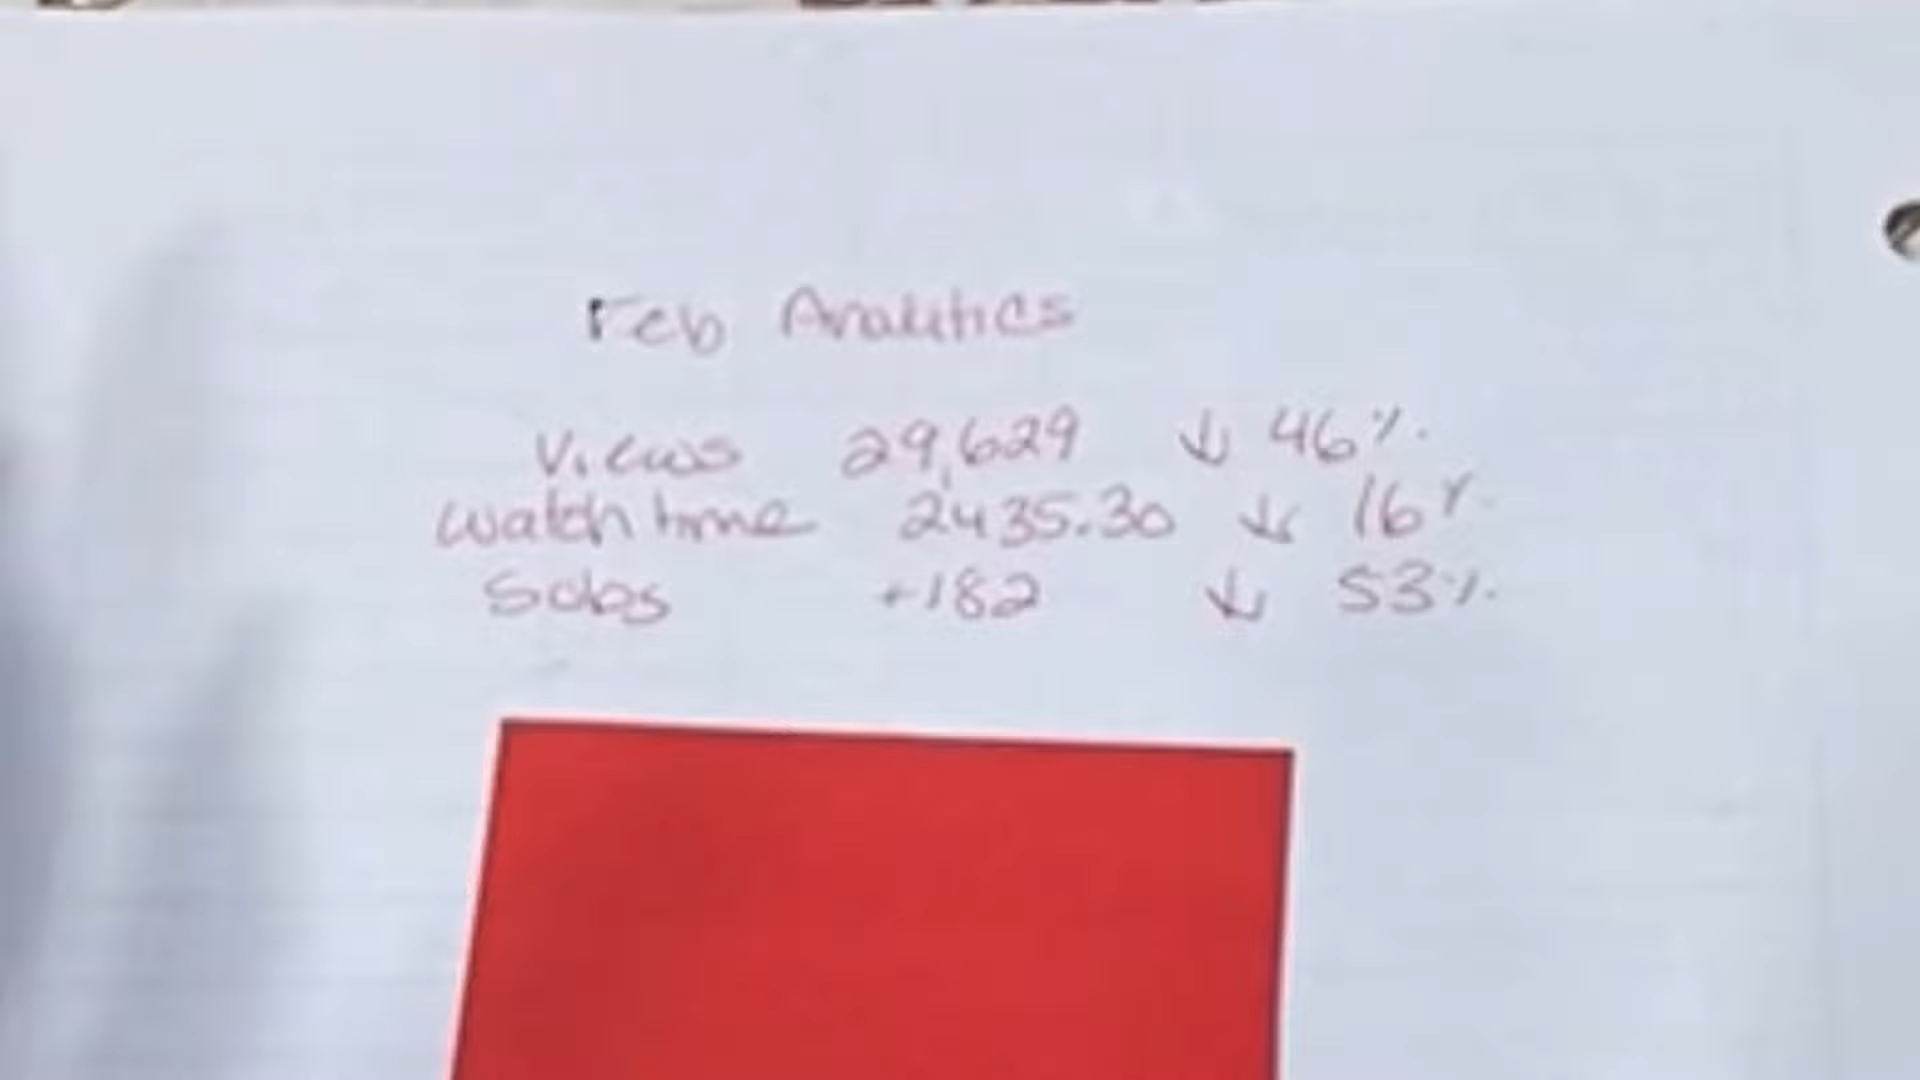 Feb Analytics
Views 29,629 ↓ 46%
Watch time 2435.30 ↓ 16%
Subs +182 ↓ 53%